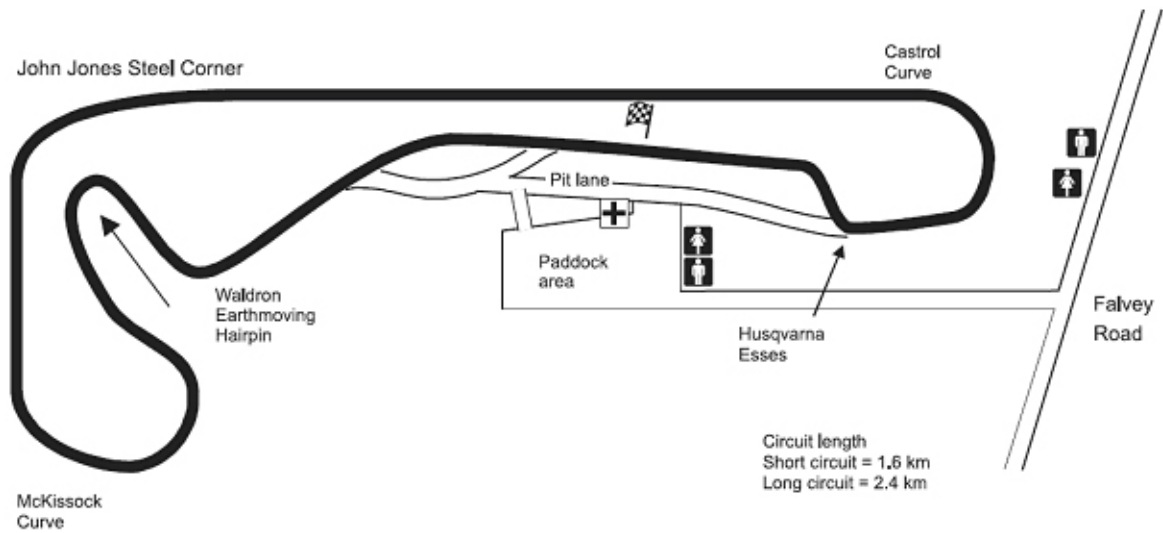 Castrol
Curve
John Jones Steel Corner
Pit lane
Paddock
area
Waldron
Earthmoving
Hairpin
Husqvarna
Esses
Falvey
Road
Circuit length
Short circuit = 1.6 km
Long circuit = 2.4 km
McKissock
Curve